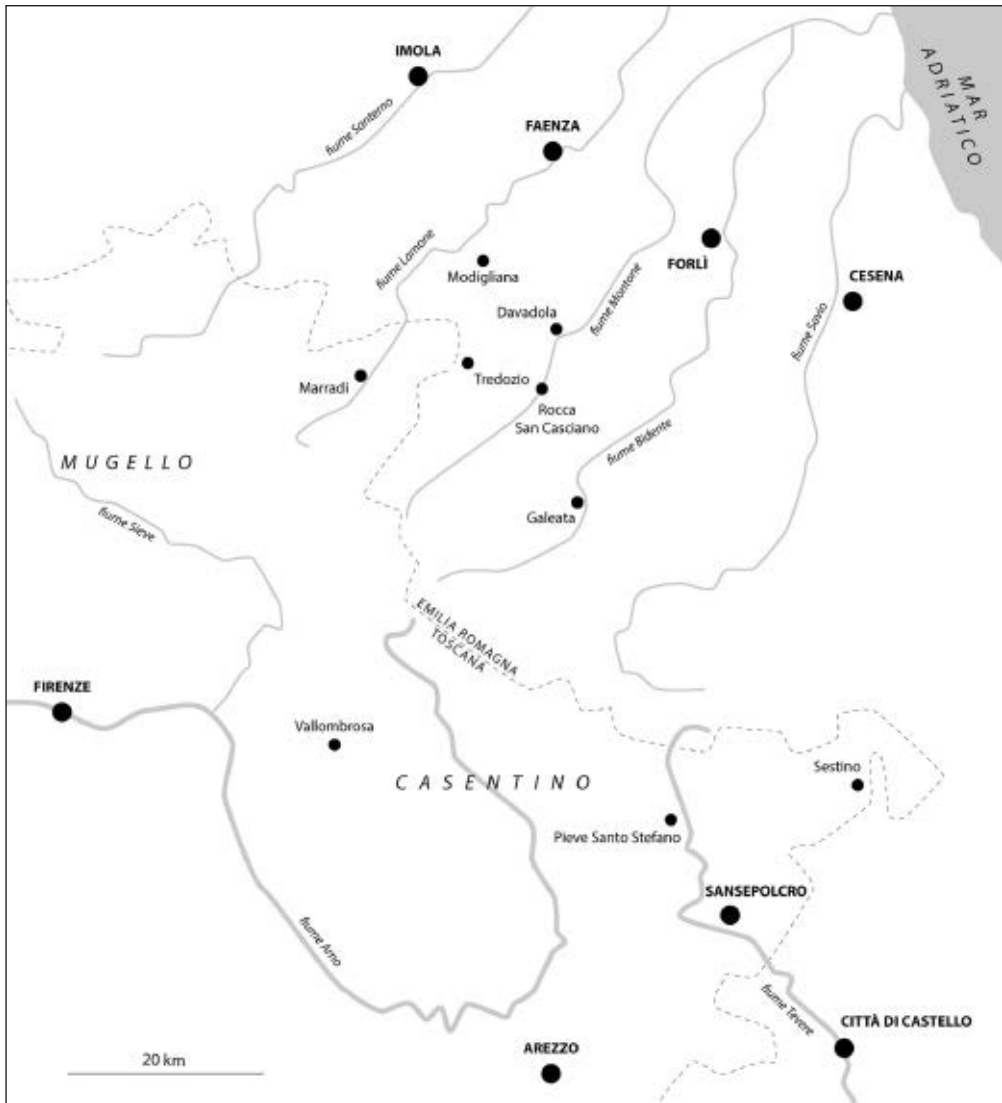 IMOLA
MAR
ADRIATICO
fiume Santerno
FAENZA
fiume Lamone
FORLÌ
Modigliana
fiume Montone
CESENA
Davadola
fiume Savio
Marradi
Tredozio
Rocca
San Casciano
fiume Bidente
MUGELLO
fiume Sieve
Galeata
EMILIA ROMAGNA
TOSCANA
FIRENZE
Vallombrosa
CASENTINO
Sestino
Pieve Santo Stefano
SANSEPOLCRO
fiume Arno
fiume Tevere
CITTÀ DI CASTELLO
AREZZO
20 km